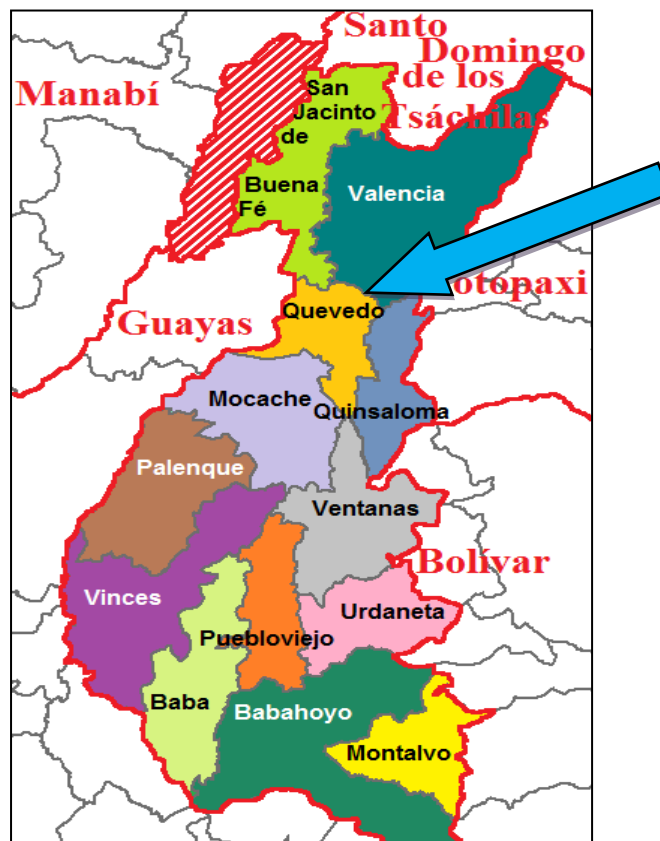 Santo
Domingo
de los
Tsáchilas
Manabí
San
Jacinto
de
Buena
Fé
Valencia
otopaxi
Quevedo
Guayas
Mocache
Quinsaloma
Palenque
Ventanas
Bolívar
Vinces
Urdaneta
Puebloviejo
Baba
Babahoyo
Montalvo